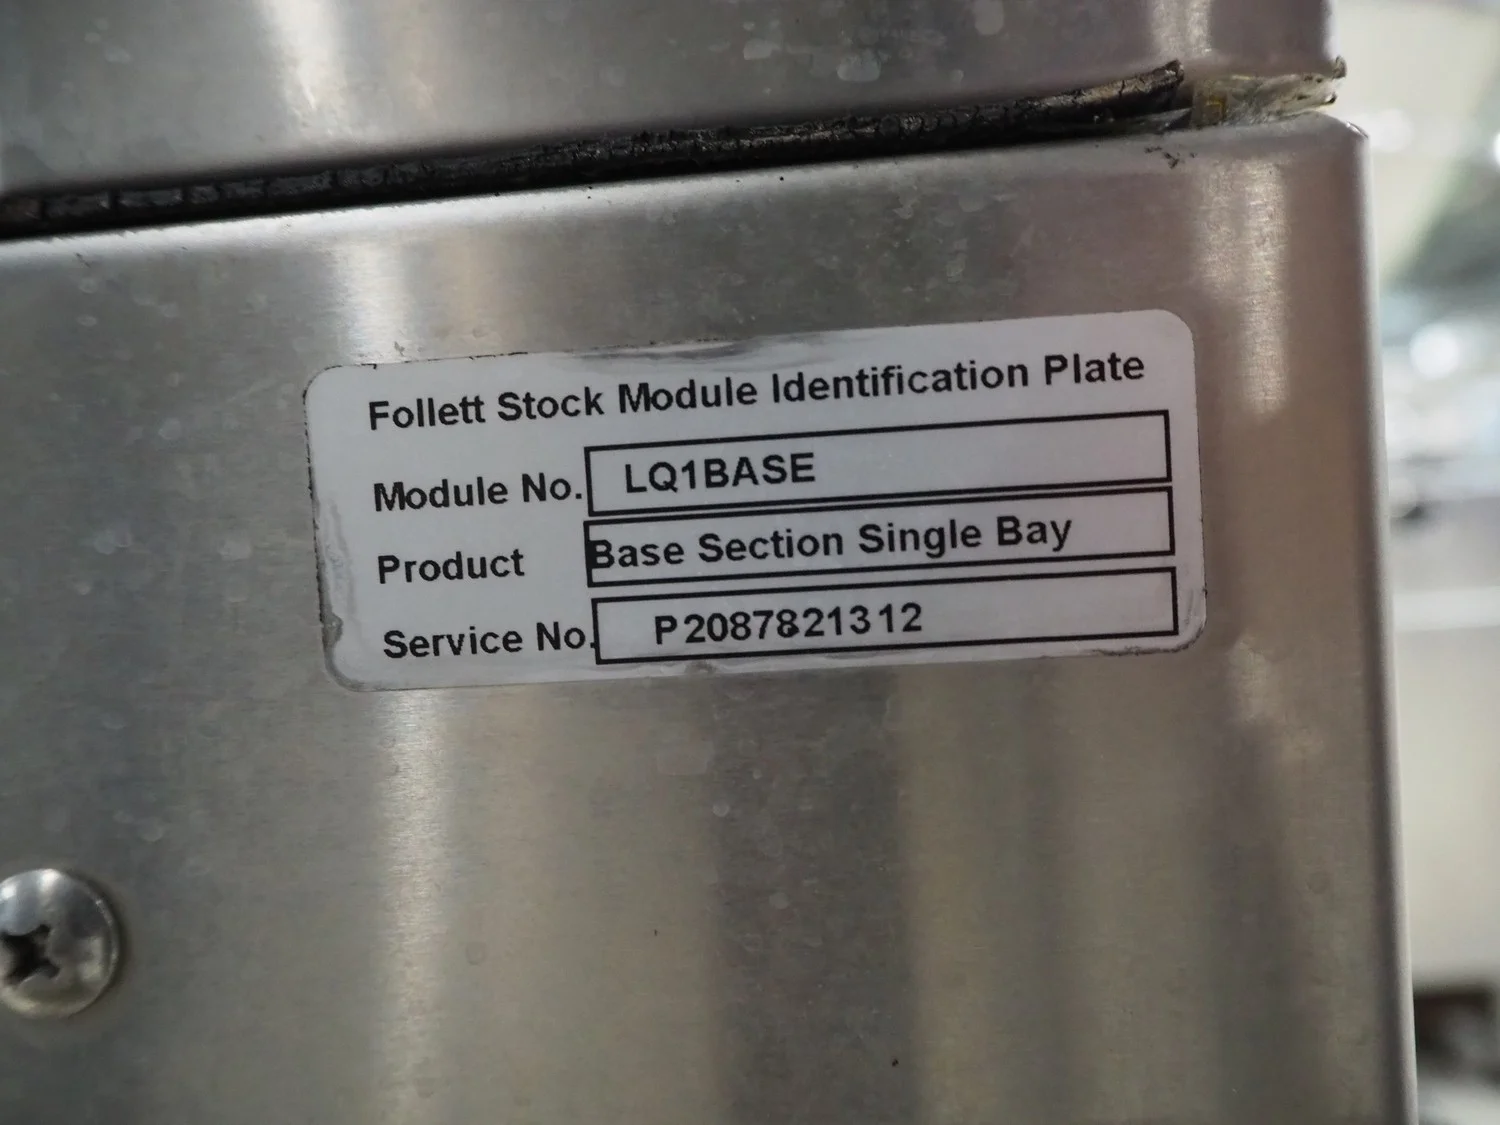 Follett Stock Module Identification Plate
Module No. LQ1BASE
Product Base Section Single Bay
Service No. P2087821312